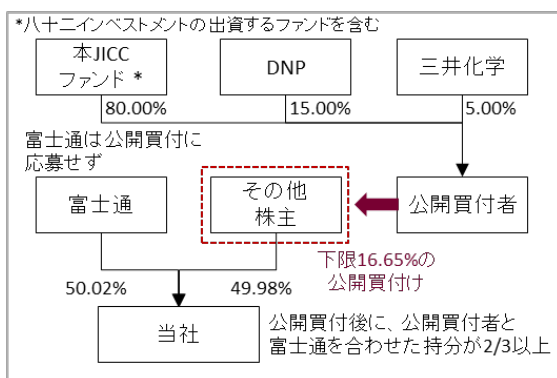 *八十二インベストメントの出資するファンドを含む
本JICC
ファンド *
DNP
三井化学
80.00%
15.00%
5.00%
富士通は公開買付に
応募せず
富士通
その他
株主
公開買付者
下限16.65%の
公開買付け
50.02%
49.98%
当社
公開買付後に、公開買付者と
富士通を合わせた持分が2/3以上